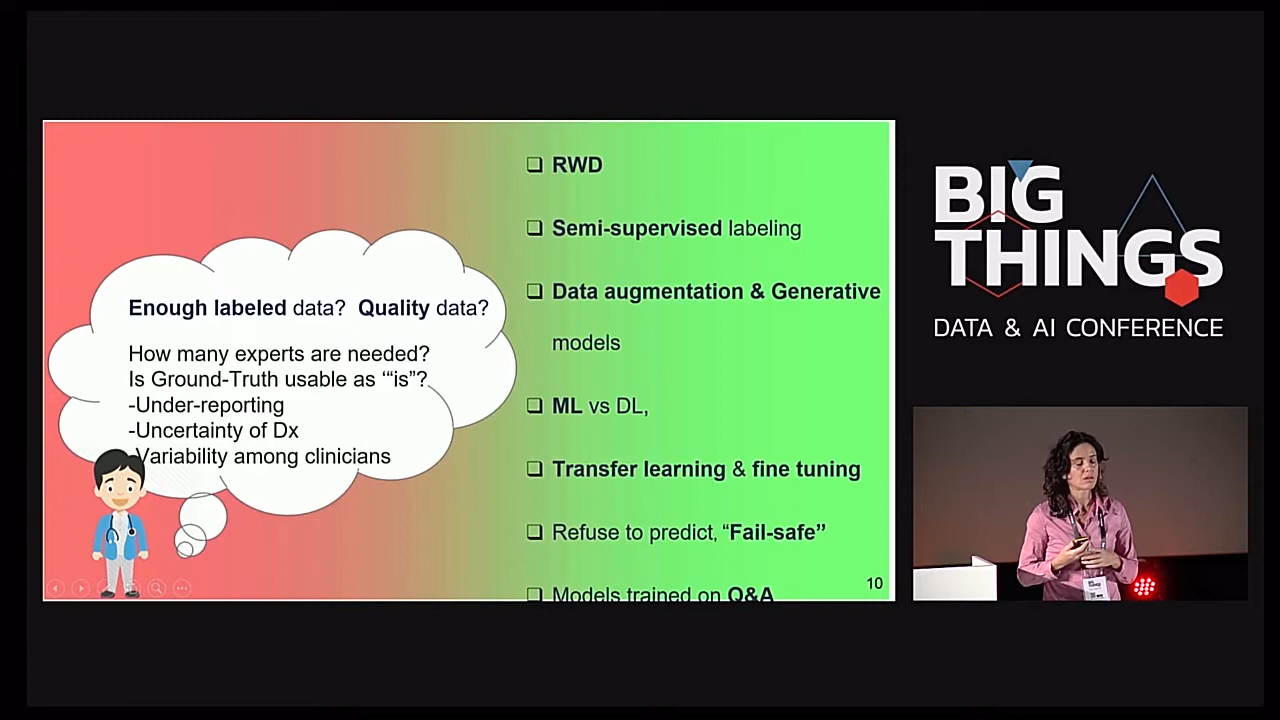 Enough labeled data? Quality data?
How many experts are needed?
Is Ground-Truth usable as ‘“is”?
-Under-reporting
-Uncertainty of Dx
-Variability among clinicians
RWD
Semi-supervised labeling
Data augmentation & Generative
models
ML vs DL,
Transfer learning & fine tuning
Refuse to predict, “Fail-safe”
Models trained on Q&A
10
BIG
THINGS
DATA & AI CONFERENCE